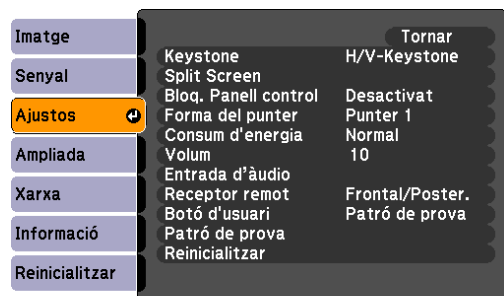 Imatge
Senyal
Ajustos
Ampliada
Xarxa
Informació
Reinicialitzar
Tornar
Keystone H/V-Keystone
Split Screen
Bloq. Panell control Desactivat
Forma del punter Punter 1
Consum d'energia Normal
Volum 10
Entrada d'àudio
Receptor remot Frontal/Poster.
Botó d'usuari Patró de prova
Patró de prova
Reinicialitzar